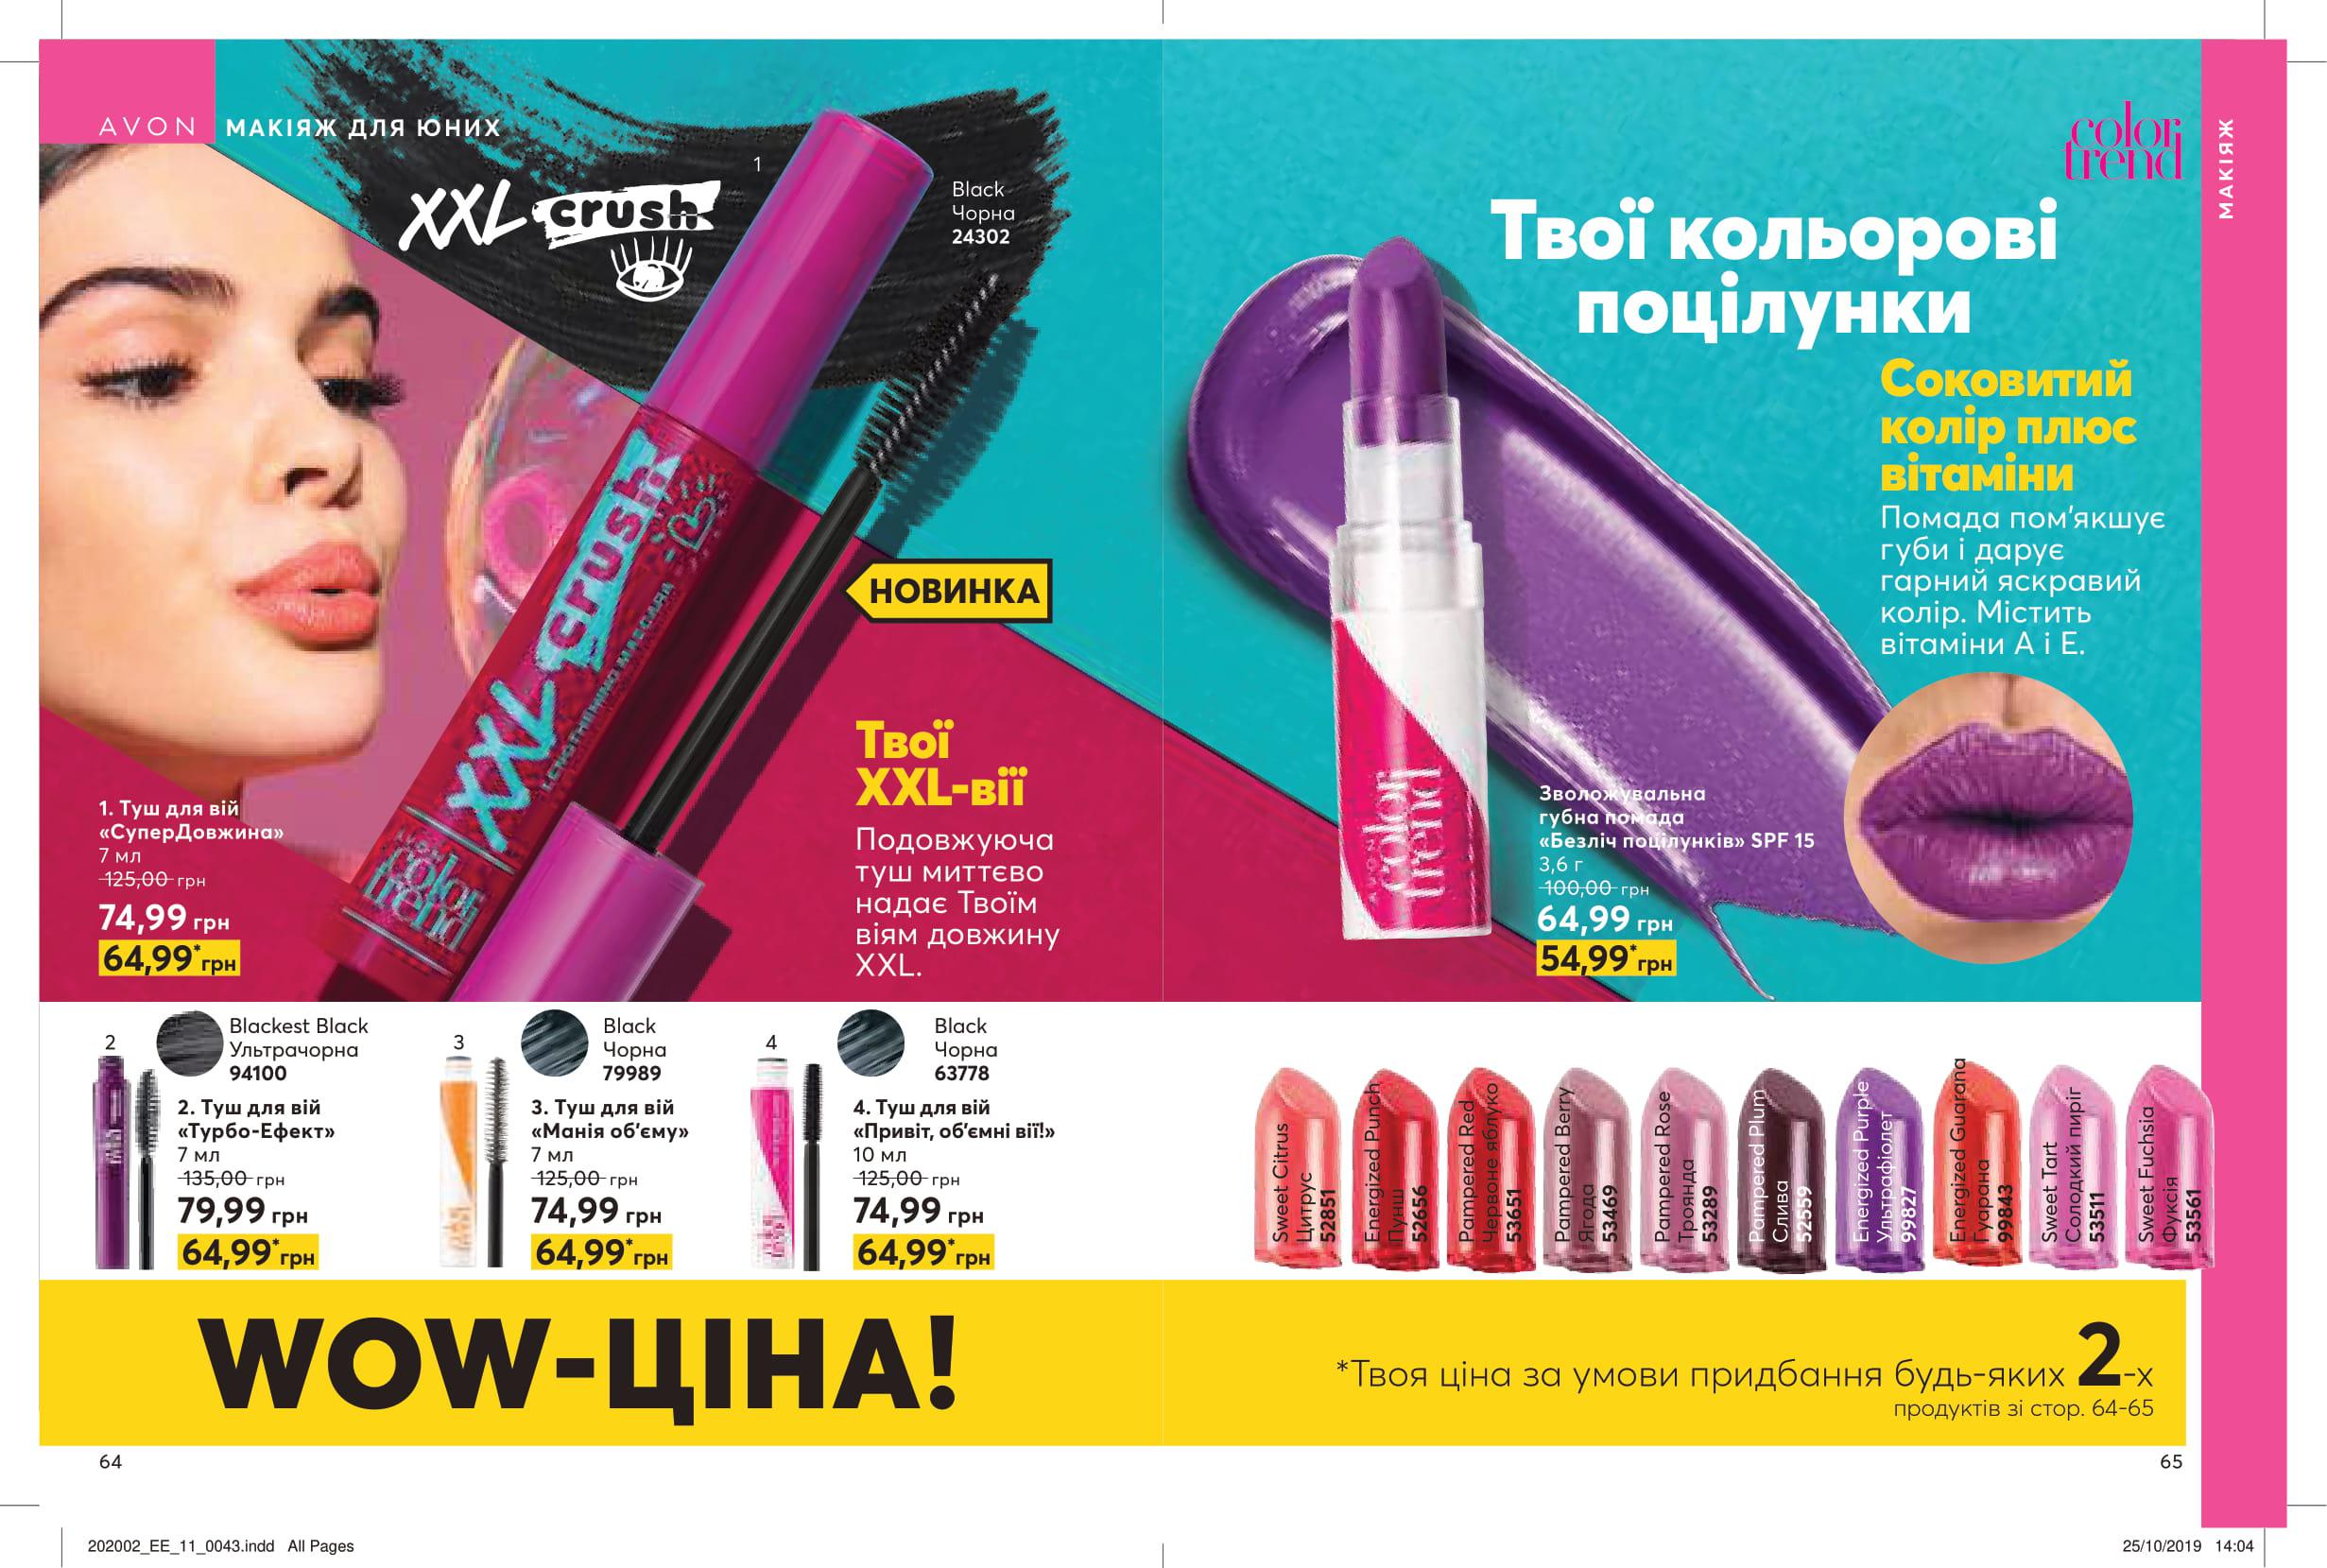 AVON
МАКІЯЖ ДЛЯ ЮНИХ
XXL crush
1
Black
Чорна
24302
XXL crush
color
trend
НОВИНКА
Твої
XXL-вії
Подовжуюча
туш миттєво
надає Твоїм
віям довжину
XXL.
1. Туш для вій
«СуперДовжина»
7 мл
125,00 грн
74,99 грн
64,99* грн
2
Blackest Black
Ультрачорна
94100
2. Туш для вій
«Турбо-Ефект»
7 мл
135,00 грн
79,99 грн
64,99* грн
3
Black
Чорна
79989
3. Туш для вій
«Манія об’єму»
7 мл
125,00 грн
74,99 грн
64,99* грн
4
Black
Чорна
63778
4. Туш для вій
«Привіт, об’ємні вії!»
10 мл
125,00 грн
74,99 грн
64,99* грн
WOW-ЦІНА!
64
color
trend
МАКІЯЖ
Твої кольорові
поцілунки
Соковитий
колір плюс
вітаміни
Помада пом’якшує
губи і дарує
гарний яскравий
колір. Містить
вітаміни А і Е.
color
trend
Зволожувальна
губна помада
«Безліч поцілунків» SPF 15
3,6 г
100,00 грн
64,99 грн
54,99* грн
Sweet Citrus
Цитрус
52851
Energized Punch
Пунш
52656
Pampered Red
Червоне яблуко
53651
Pampered Berry
Ягода
53469
Pampered Rose
Троянда
53289
Pampered Plum
Слива
52559
Energized Purple
Ультрафіолет
99827
Energized Guarana
Гуарана
99843
Sweet Tart
Солодкий пиріг
53511
Sweet Fuchsia
Фуксія
53561
*Твоя ціна за умови придбання будь-яких 2-х
продуктів зі стор. 64-65
65
202002_EE_11_0043.indd   All Pages
25/10/2019   14:04